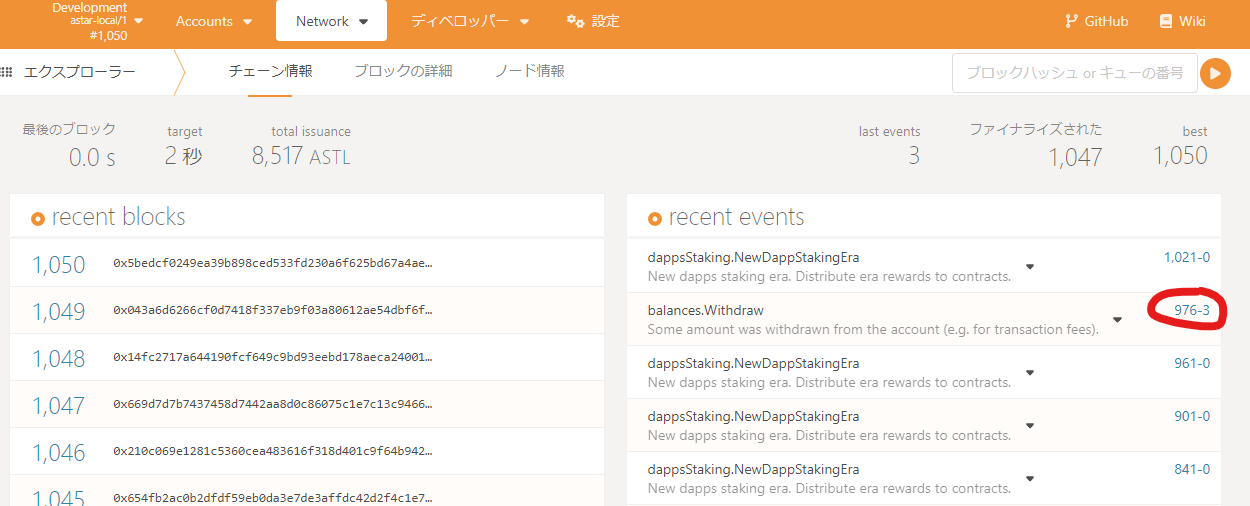 Development
astar-local/1
#1,050
Accounts
Network
ディベロッパー
設定
GitHub
Wiki
エクスプローラー
チェーン情報
ブロックの詳細
ノード情報
ブロックハッシュ or キューの番号
最後のブロック
0.0 s
target
2 秒
total issuance
8,517 ASTL
last events
3
ファイナライズされた
1,047
best
1,050
recent blocks
1,050 0x5bedcf0249ea39b898ced533fd230a6f625bd67a4ae…
1,049 0x043a6d6266cf0d7418f337eb9f03a80612ae54dbf6f…
1,048 0x14fc2717a644190fcf649c9bd93eebd178aeca24001…
1,047 0x669d7d7b7437458d7442aa8d0c86075c1e7c13c9466…
1,046 0x210c069e1281c5360cea483616f318d401c9f64b942…
1,045 0x654fb2ac0b2dfdf59eb0da3e7de3affdc42d2f4c1e7…
recent events
dappsStaking.NewDappStakingEra
New dapps staking era. Distribute era rewards to contracts.
1,021-0
balances.Withdraw
Some amount was withdrawn from the account (e.g. for transaction fees).
976-3
dappsStaking.NewDappStakingEra
New dapps staking era. Distribute era rewards to contracts.
961-0
dappsStaking.NewDappStakingEra
New dapps staking era. Distribute era rewards to contracts.
901-0
dappsStaking.NewDappStakingEra
New dapps staking era. Distribute era rewards to contracts.
841-0